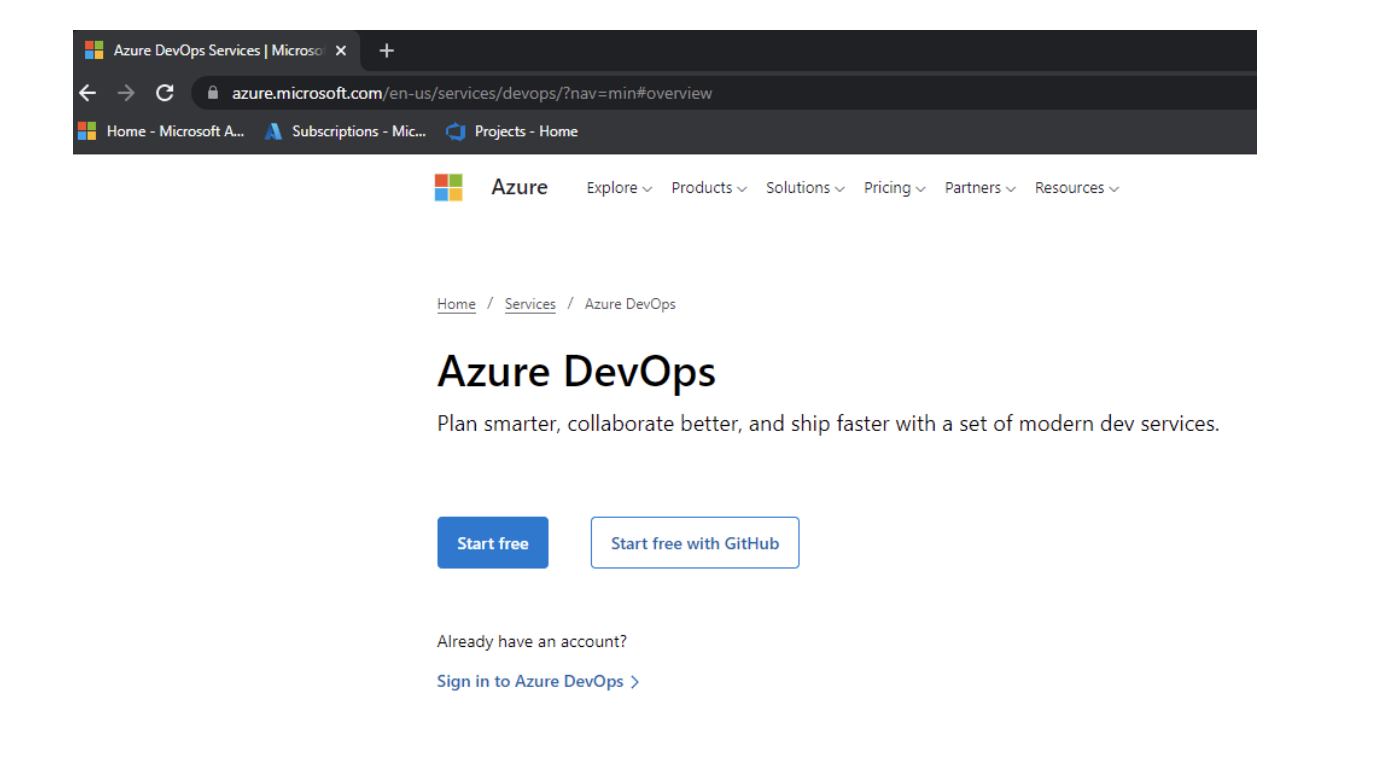 Azure DevOps Services | Microso
azure.microsoft.com/en-us/services/devops/?nav=min#overview
Home - Microsoft A... Subscriptions - Mic... Projects - Home
Azure Explore Products Solutions Pricing Partners Resources
Home / Services / Azure DevOps
Azure DevOps
Plan smarter, collaborate better, and ship faster with a set of modern dev services.
Start free Start free with GitHub
Already have an account?
Sign in to Azure DevOps >